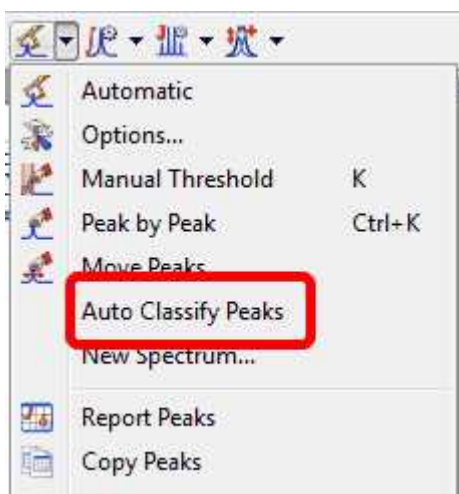 Automatic
Options...
Manual Threshold K
Peak by Peak Ctrl+K
Move Peaks
Auto Classify Peaks
New Spectrum...
Report Peaks
Copy Peaks